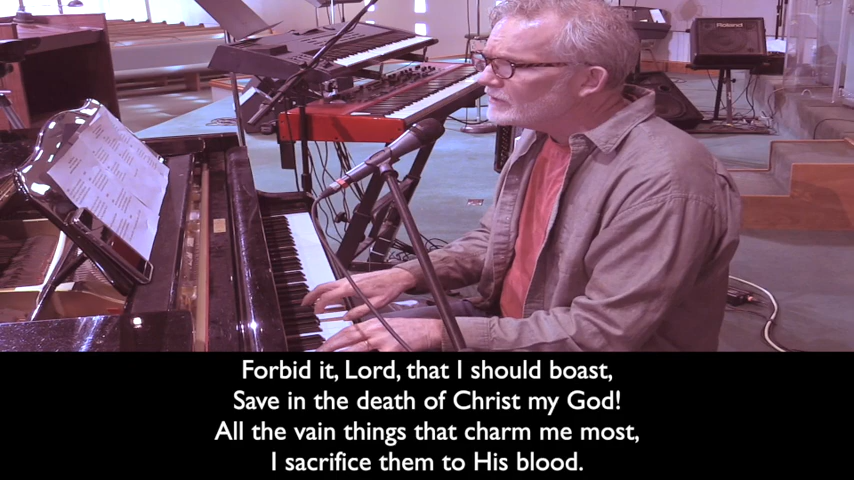 Roland
Forbid it, Lord, that I should boast,
Save in the death of Christ my God!
All the vain things that charm me most,
I sacrifice them to His blood.